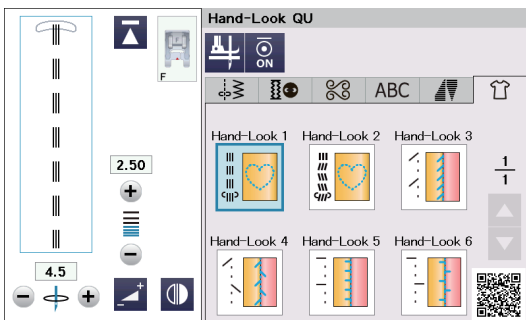 Hand-Look QU
F
ON
ABC
2.50
4.5
Hand-Look 1
Hand-Look 2
Hand-Look 3
1
1
Hand-Look 4
Hand-Look 5
Hand-Look 6